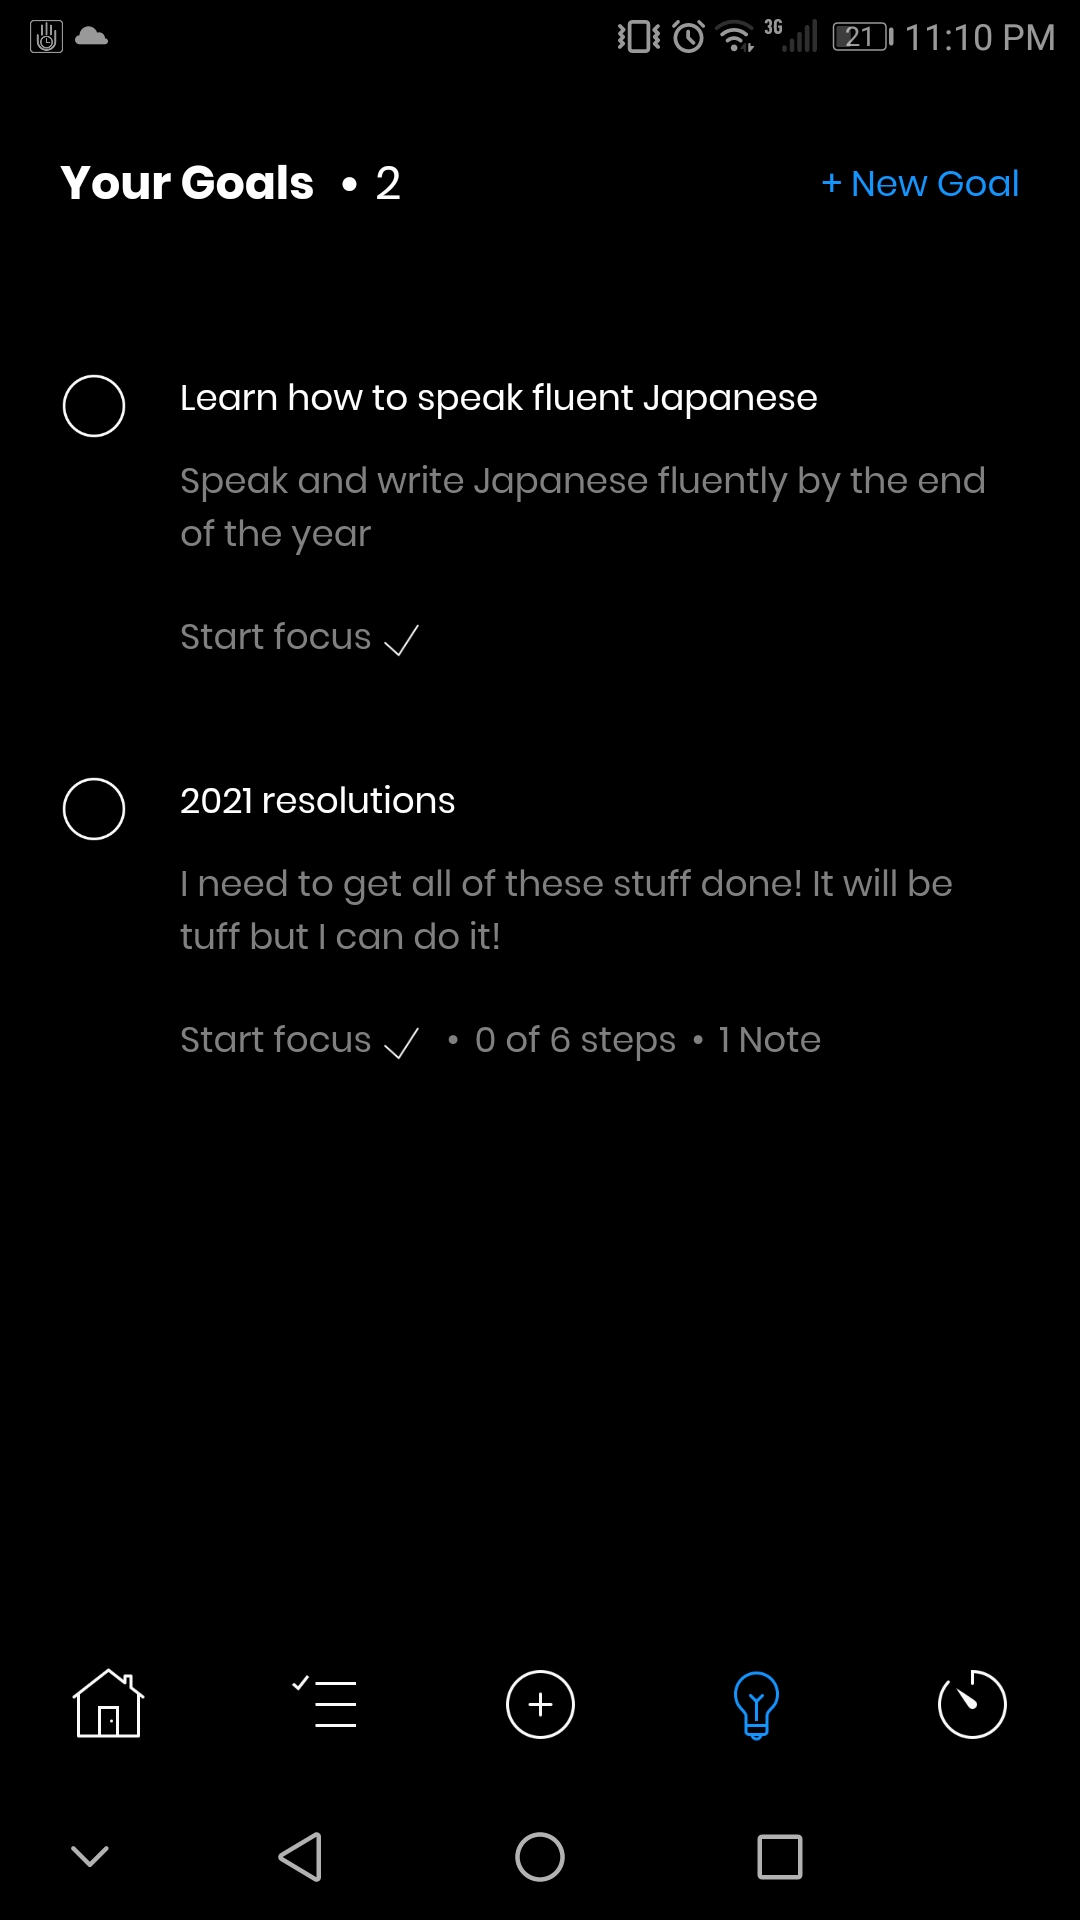 3G 21 11:10 PM
Your Goals • 2
+ New Goal
Learn how to speak fluent Japanese
Speak and write Japanese fluently by the end
of the year
Start focus
2021 resolutions
I need to get all of these stuff done! It will be
tuff but I can do it!
Start focus • 0 of 6 steps • 1 Note